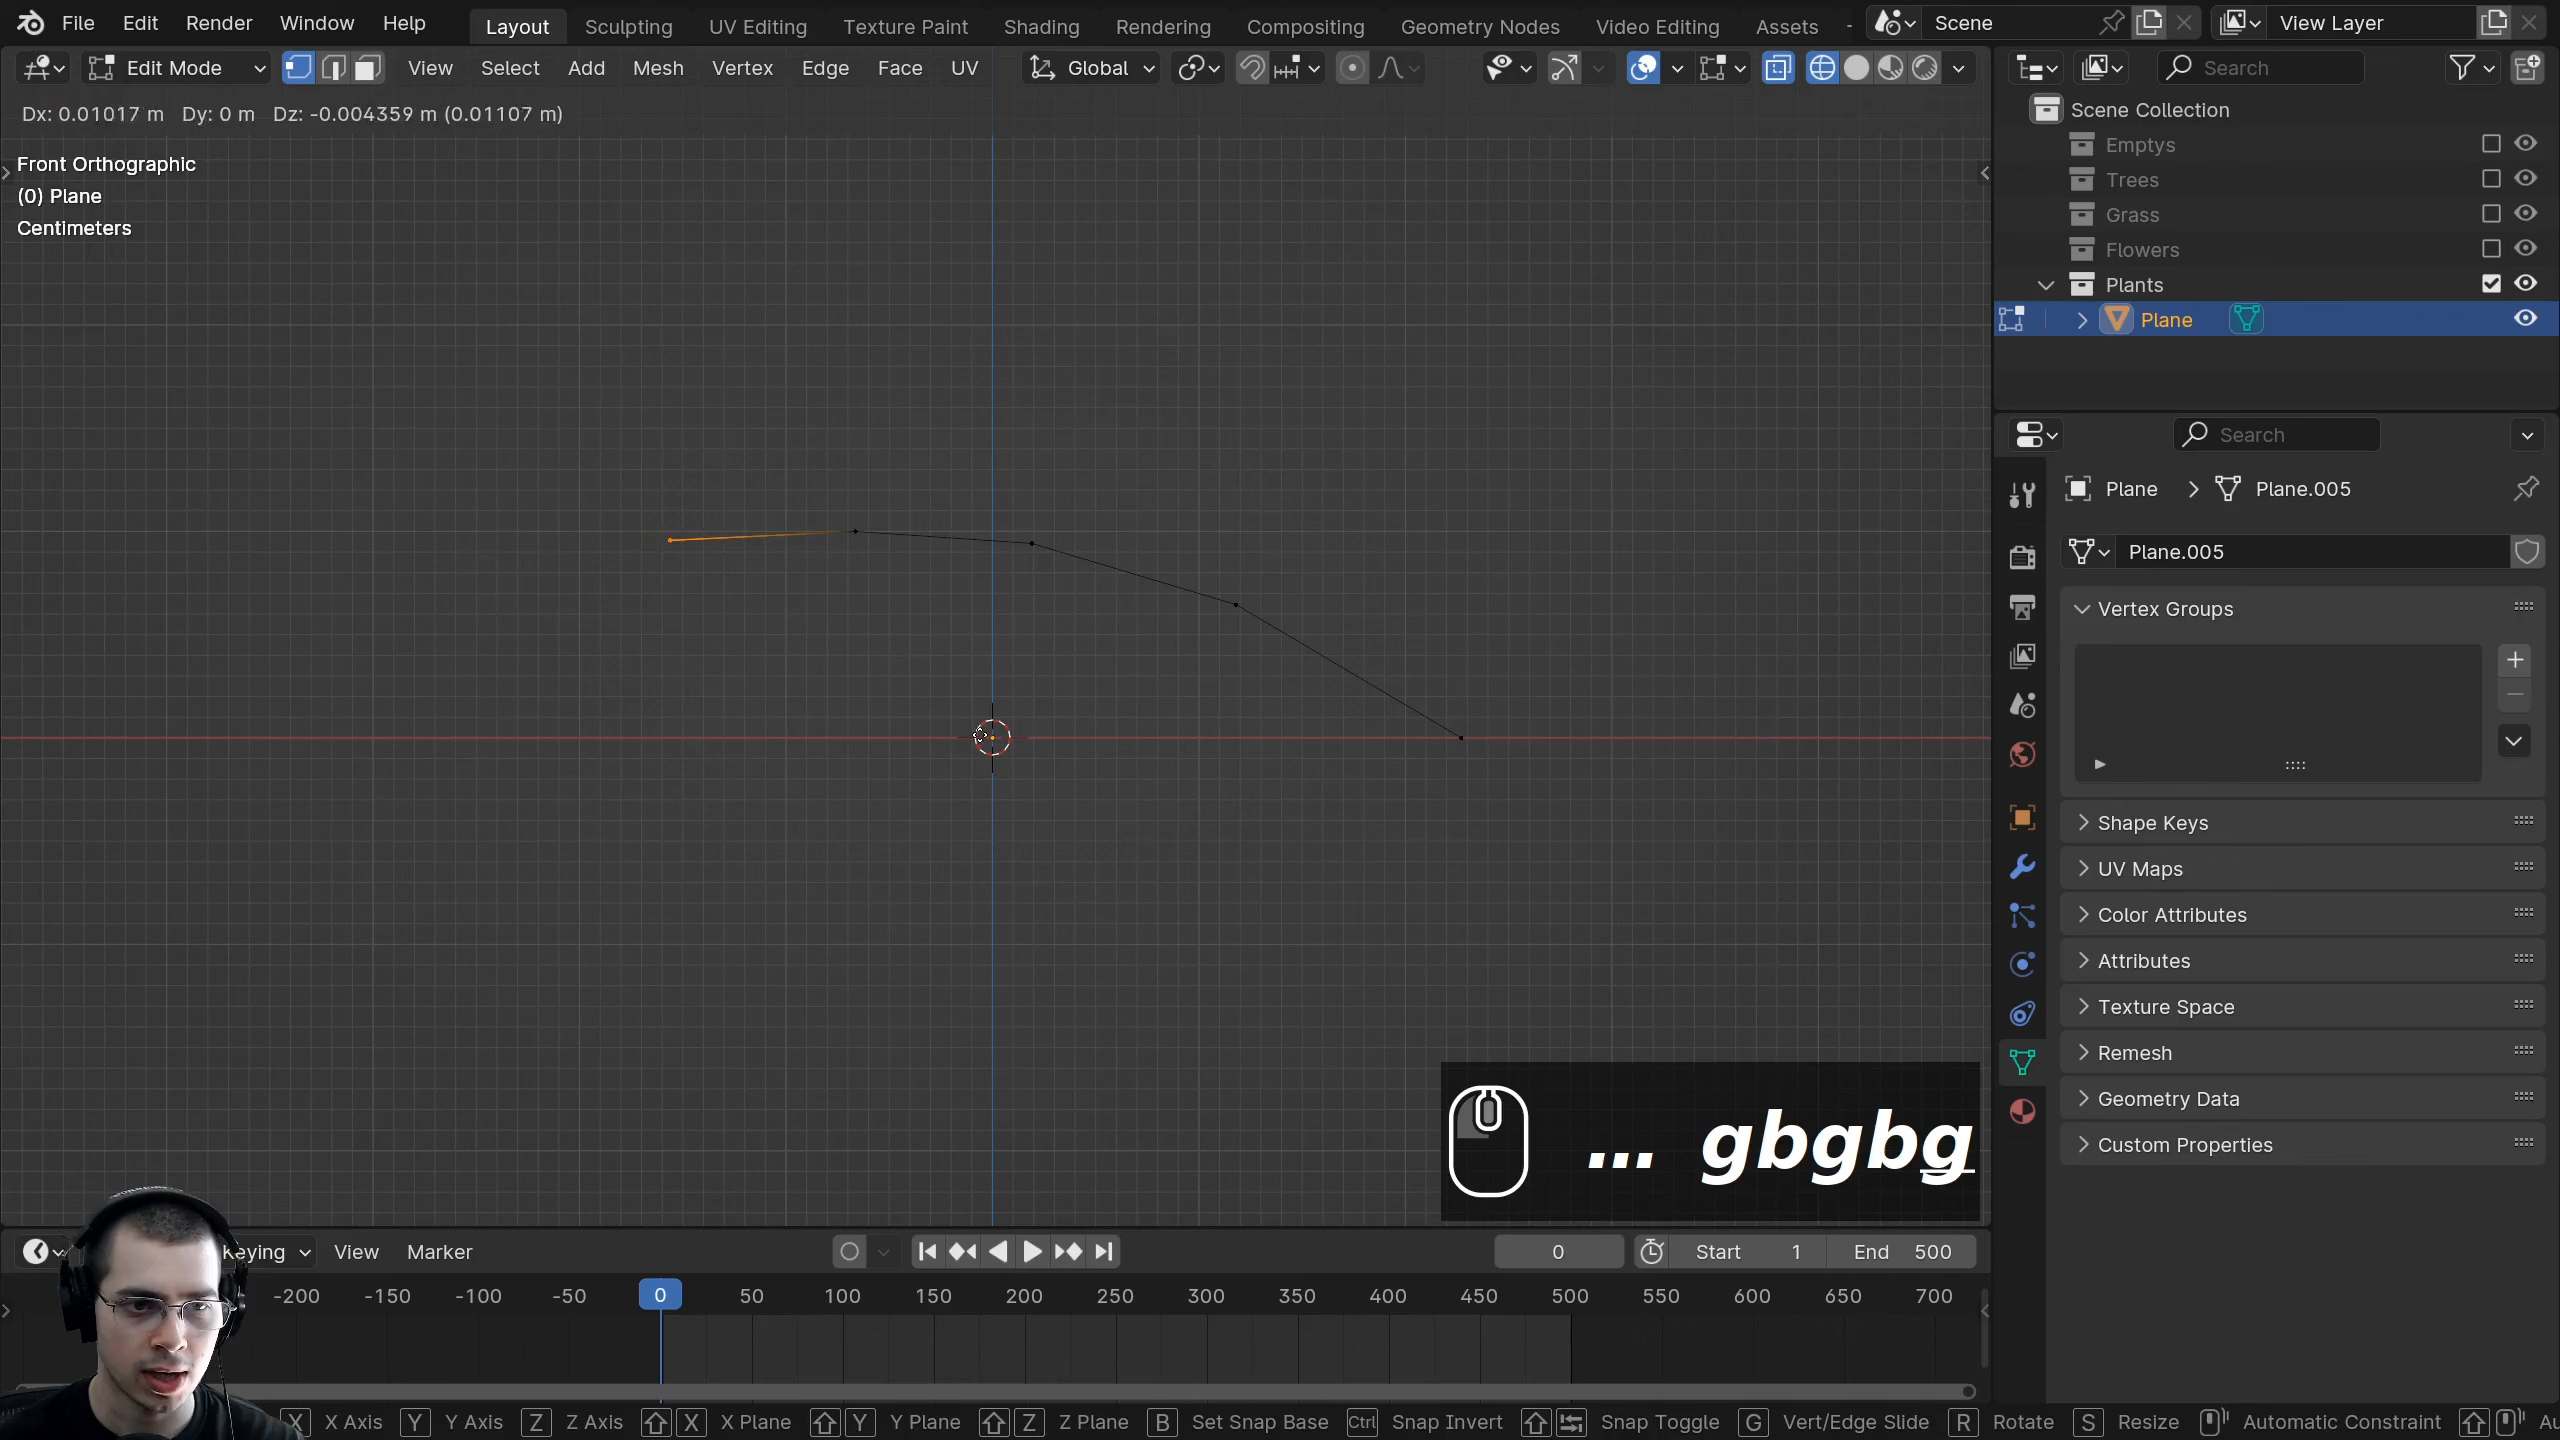 File Edit Render Window Help Layout Sculpting UV Editing Texture Paint Shading Rendering Compositing Geometry Nodes Video Editing Assets Scene View Layer
Edit Mode View Select Add Mesh Vertex Edge Face UV Global Search
Dx: 0.01017 m Dy: 0 m Dz: -0.004359 m (0.01107 m)
Front Orthographic
(0) Plane
Centimeters
Scene Collection
Emptys
Trees
Grass
Flowers
Plants
Plane
Search
Plane > Plane.005
Plane.005
Vertex Groups
Shape Keys
UV Maps
Color Attributes
Attributes
Texture Space
Remesh
Geometry Data
Custom Properties
... gbgbg
Keying View Marker 0 Start 1 End 500
-200 -150 -100 -50 0 50 100 150 200 250 300 350 400 450 500 550 600 650 700
X X Axis Y Y Axis Z Z Axis X X Plane Y Y Plane Z Z Plane B Set Snap Base Ctrl Snap Invert Snap Toggle G Vert/Edge Slide R Rotate S Resize Automatic Constraint Au